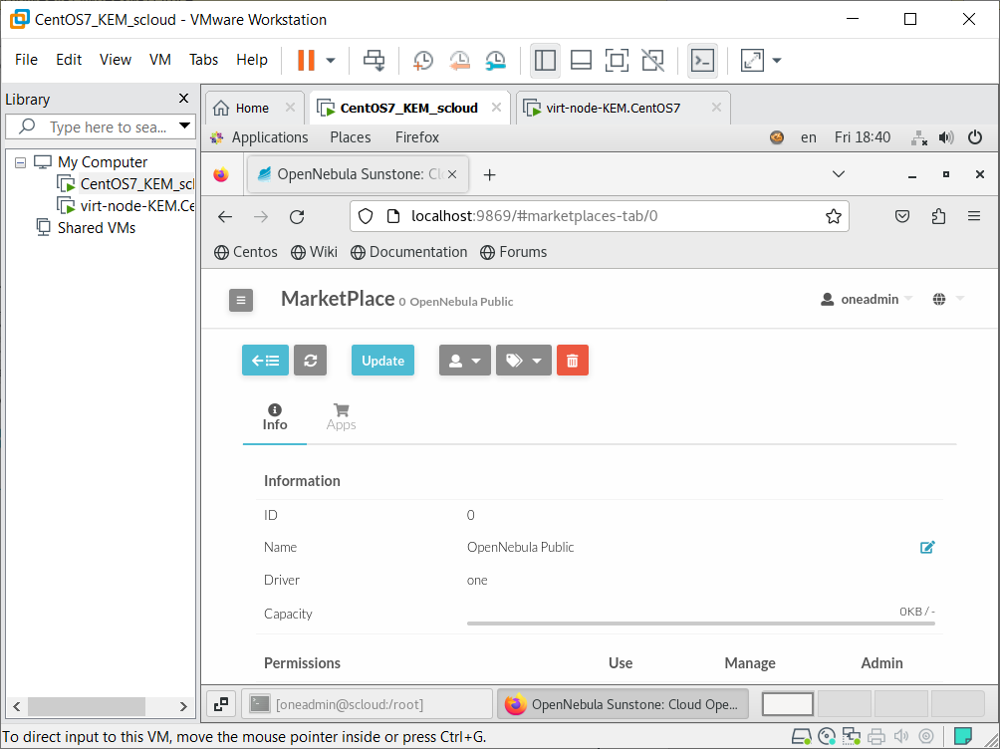 CentOS7_KEM_scloud - VMware Workstation
File Edit View VM Tabs Help
Library
Type here to sea...
My Computer
CentOS7_KEM_scl
virt-node-KEM.Ce
Shared VMs
Home
CentOS7_KEM_scloud
virt-node-KEM.CentOS7
Applications Places Firefox en Fri 18:40
OpenNebula Sunstone: Cl
localhost:9869/#marketplaces-tab/0
Centos Wiki Documentation Forums
MarketPlace 0 OpenNebula Public
oneadmin
Update
Info Apps
Information
ID 0
Name OpenNebula Public
Driver one
Capacity 0KB / -
Permissions Use Manage Admin
[oneadmin@scloud:/root]
OpenNebula Sunstone: Cloud Ope...
To direct input to this VM, move the mouse pointer inside or press Ctrl+G.